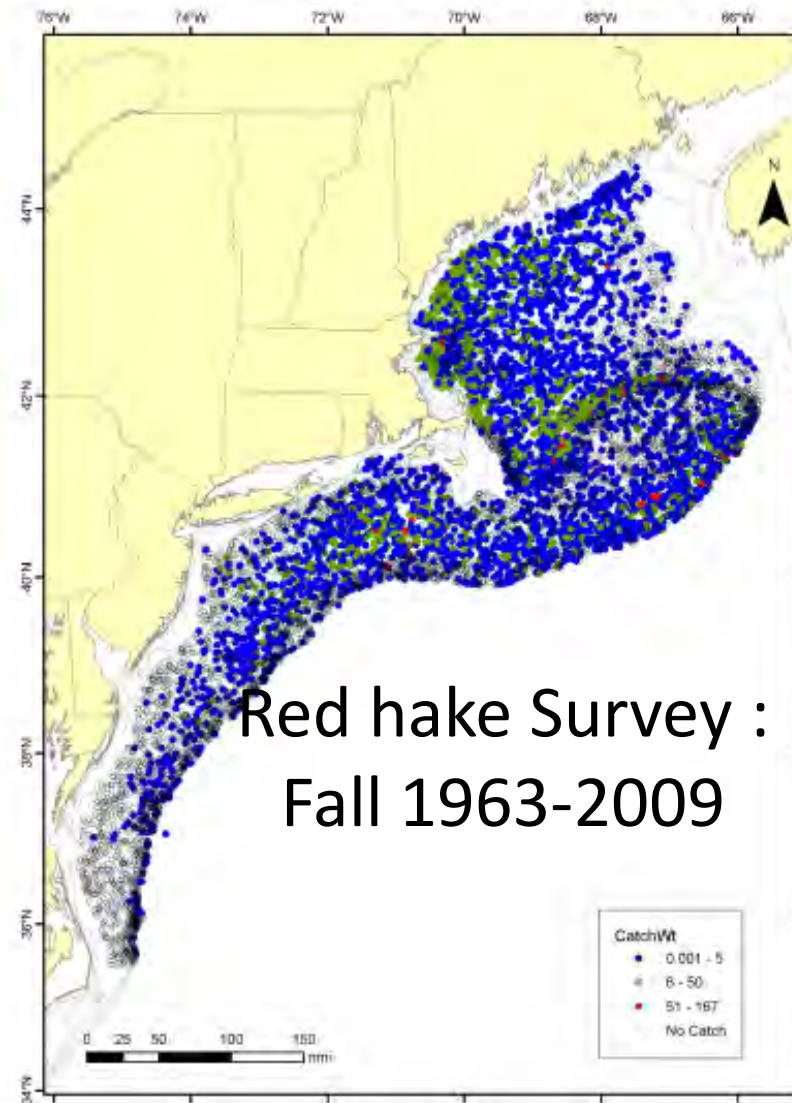 76°W 74°W 72°W 70°W 68°W 66°W
N
44°N
42°N
40°N
38°N
36°N
34°N
Red hake Survey :
Fall 1963-2009
CatchWt
0.001 - 5
6 - 50
51 - 167
No Catch
0 25 50 100 150
nmi